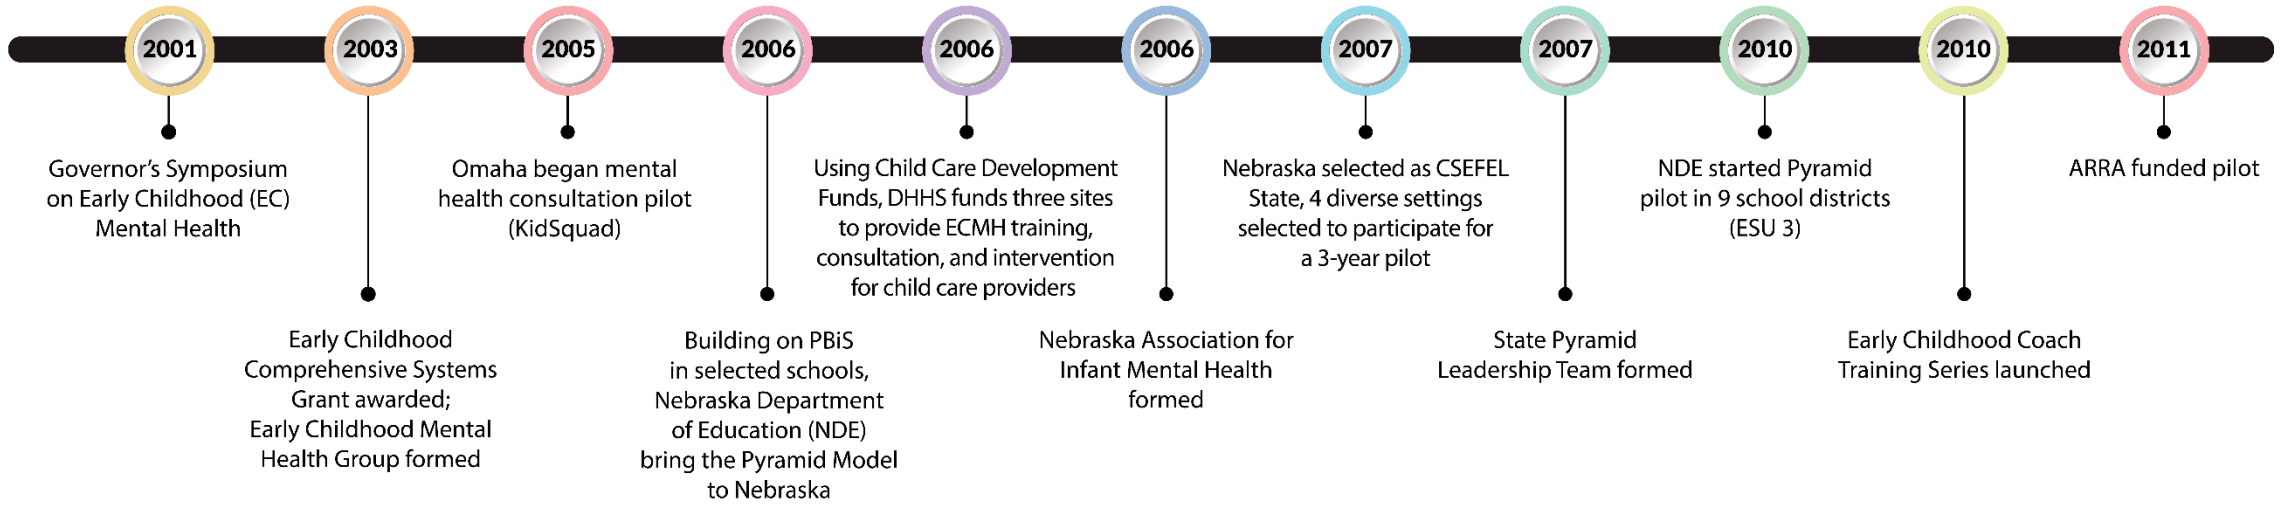 2001
Governor’s Symposium
on Early Childhood (EC)
Mental Health
2003
Early Childhood
Comprehensive Systems
Grant awarded;
Early Childhood Mental
Health Group formed
2005
Omaha began mental
health consultation pilot
(KidSquad)
2006
Building on PBiS
in selected schools,
Nebraska Department
of Education (NDE)
bring the Pyramid Model
to Nebraska
2006
Using Child Care Development
Funds, DHHS funds three sites
to provide ECMH training,
consultation, and intervention
for child care providers
2006
Nebraska Association for
Infant Mental Health
formed
2007
Nebraska selected as CSEFEL
State, 4 diverse settings
selected to participate for
a 3-year pilot
2007
State Pyramid
Leadership Team formed
2010
NDE started Pyramid
pilot in 9 school districts
(ESU 3)
2010
Early Childhood Coach
Training Series launched
2011
ARRA funded pilot